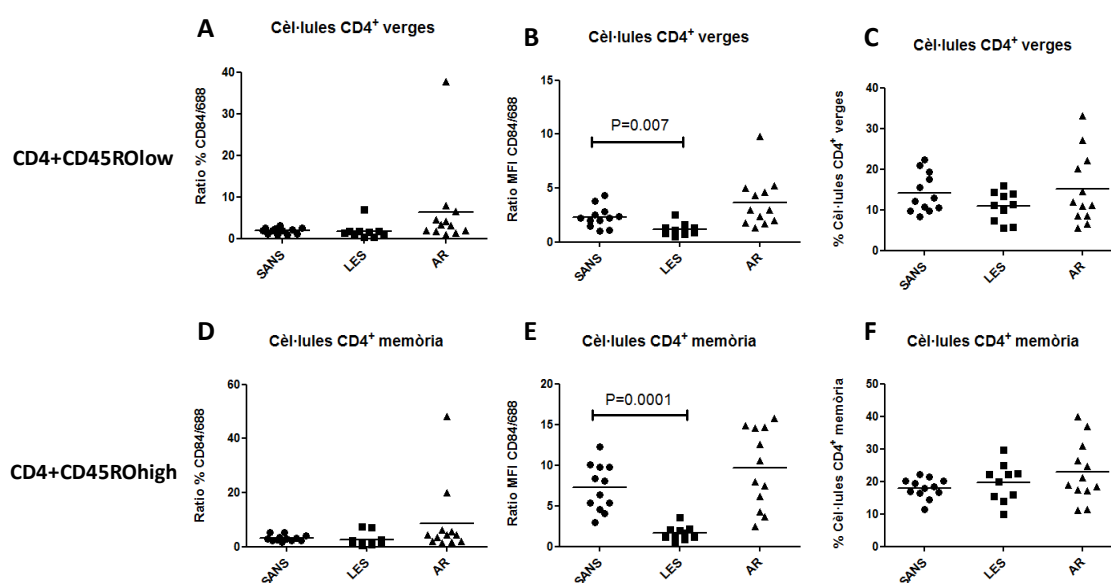 A
Cèl·lules CD4+ verges
B
Cèl·lules CD4+ verges
C
Cèl·lules CD4+ verges
CD4+CD45ROlow
Ratio % CD84/688
40
30
20
10
0
SANS
LES
AR
Ratio MFI CD84/688
15
10
5
0
P=0.007
SANS
LES
AR
% Cèl·lules CD4+ verges
40
30
20
10
0
SANS
LES
AR
D
Cèl·lules CD4+ memòria
E
Cèl·lules CD4+ memòria
F
Cèl·lules CD4+ memòria
CD4+CD45ROhigh
Ratio % CD84/688
60
40
20
0
SANS
LES
AR
Ratio MFI CD84/688
20
15
10
5
0
P=0.0001
SANS
LES
AR
% Cèl·lules CD4+ memòria
50
40
30
20
10
0
SANS
LES
AR